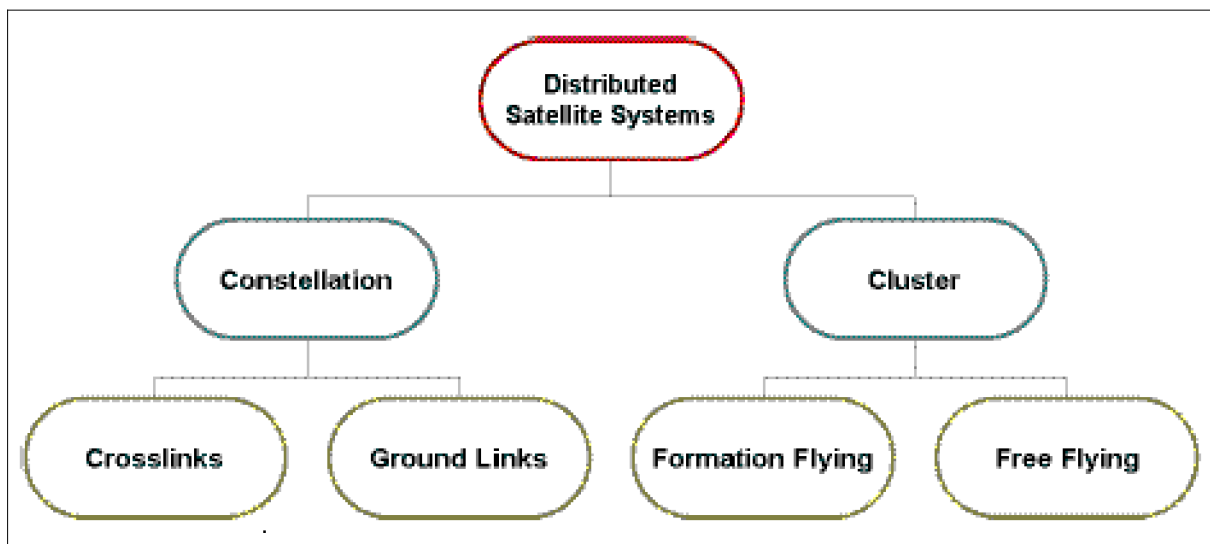 Distributed
Satellite Systems
Constellation
Cluster
Crosslinks
Ground Links
Formation Flying
Free Flying